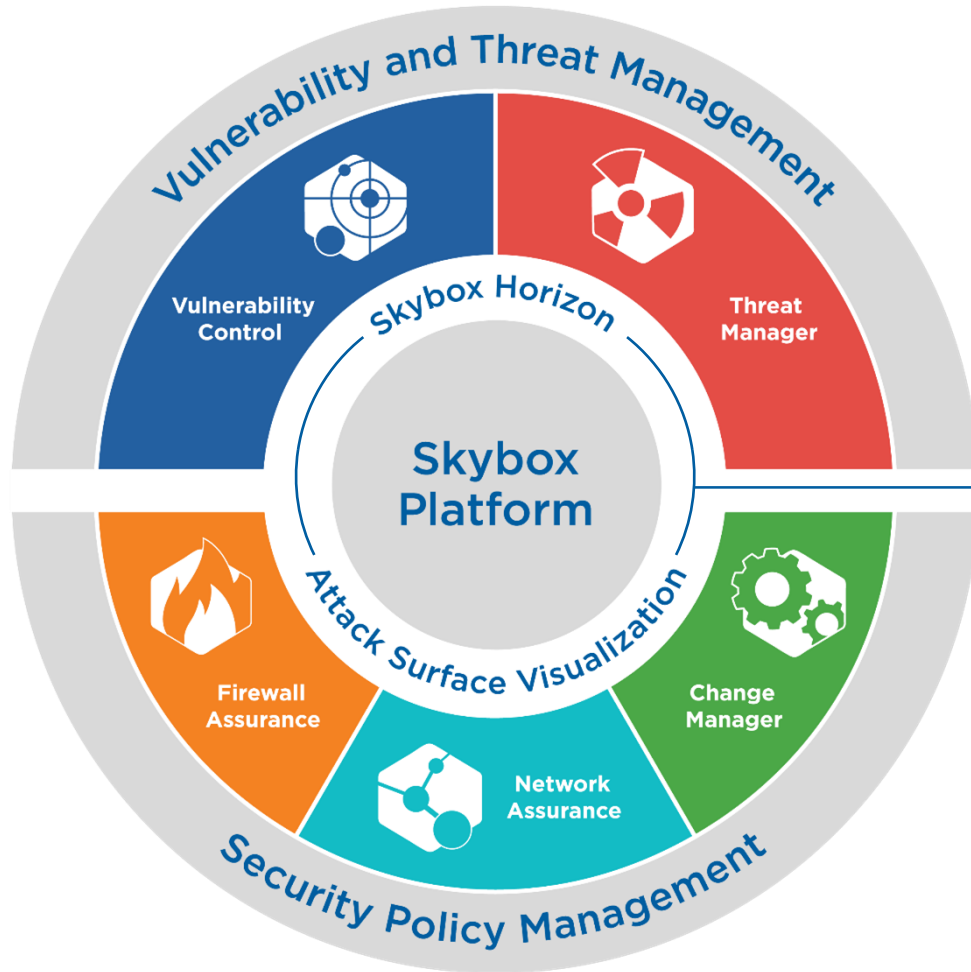 Vulnerability and Threat Management
Vulnerability
Control
Threat
Manager
Skybox Horizon
Skybox
Platform
Attack Surface Visualization
Firewall
Assurance
Network
Assurance
Change
Manager
Security Policy Management